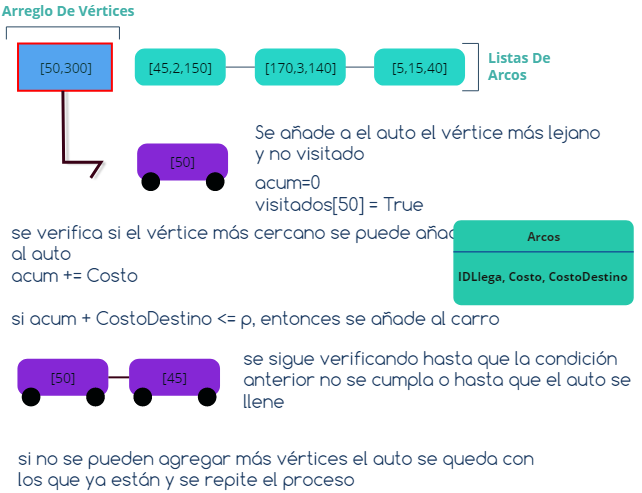 Arreglo De Vértices
[50,300]
[45,2,150]
[170,3,140]
[5,15,40]
Listas De
Arcos
[50]
Se añade a el auto el vértice más lejano
y no visitado
acum=0
visitados[50] = True
se verifica si el vértice más cercano se puede añad
al auto
acum += Costo
Arcos
IDLlega, Costo, CostoDestino
si acum + CostoDestino <= p, entonces se añade al carro
[50]
[45]
se sigue verificando hasta que la condición
anterior no se cumpla o hasta que el auto se
llene
si no se pueden agregar más vértices el auto se queda con
los que ya están y se repite el proceso